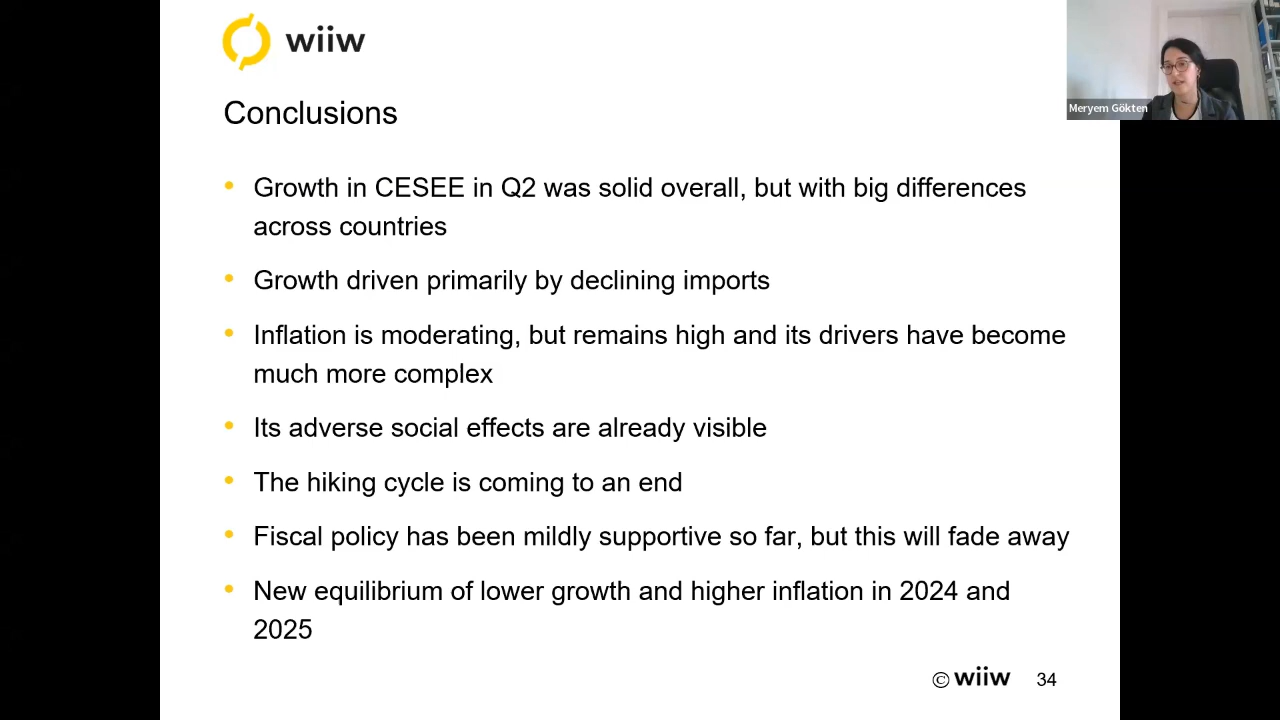 wiiw
Meryem Gökten
Conclusions
• Growth in CESEE in Q2 was solid overall, but with big differences
across countries
• Growth driven primarily by declining imports
• Inflation is moderating, but remains high and its drivers have become
much more complex
• Its adverse social effects are already visible
• The hiking cycle is coming to an end
• Fiscal policy has been mildly supportive so far, but this will fade away
• New equilibrium of lower growth and higher inflation in 2024 and
2025
© wiiw 34